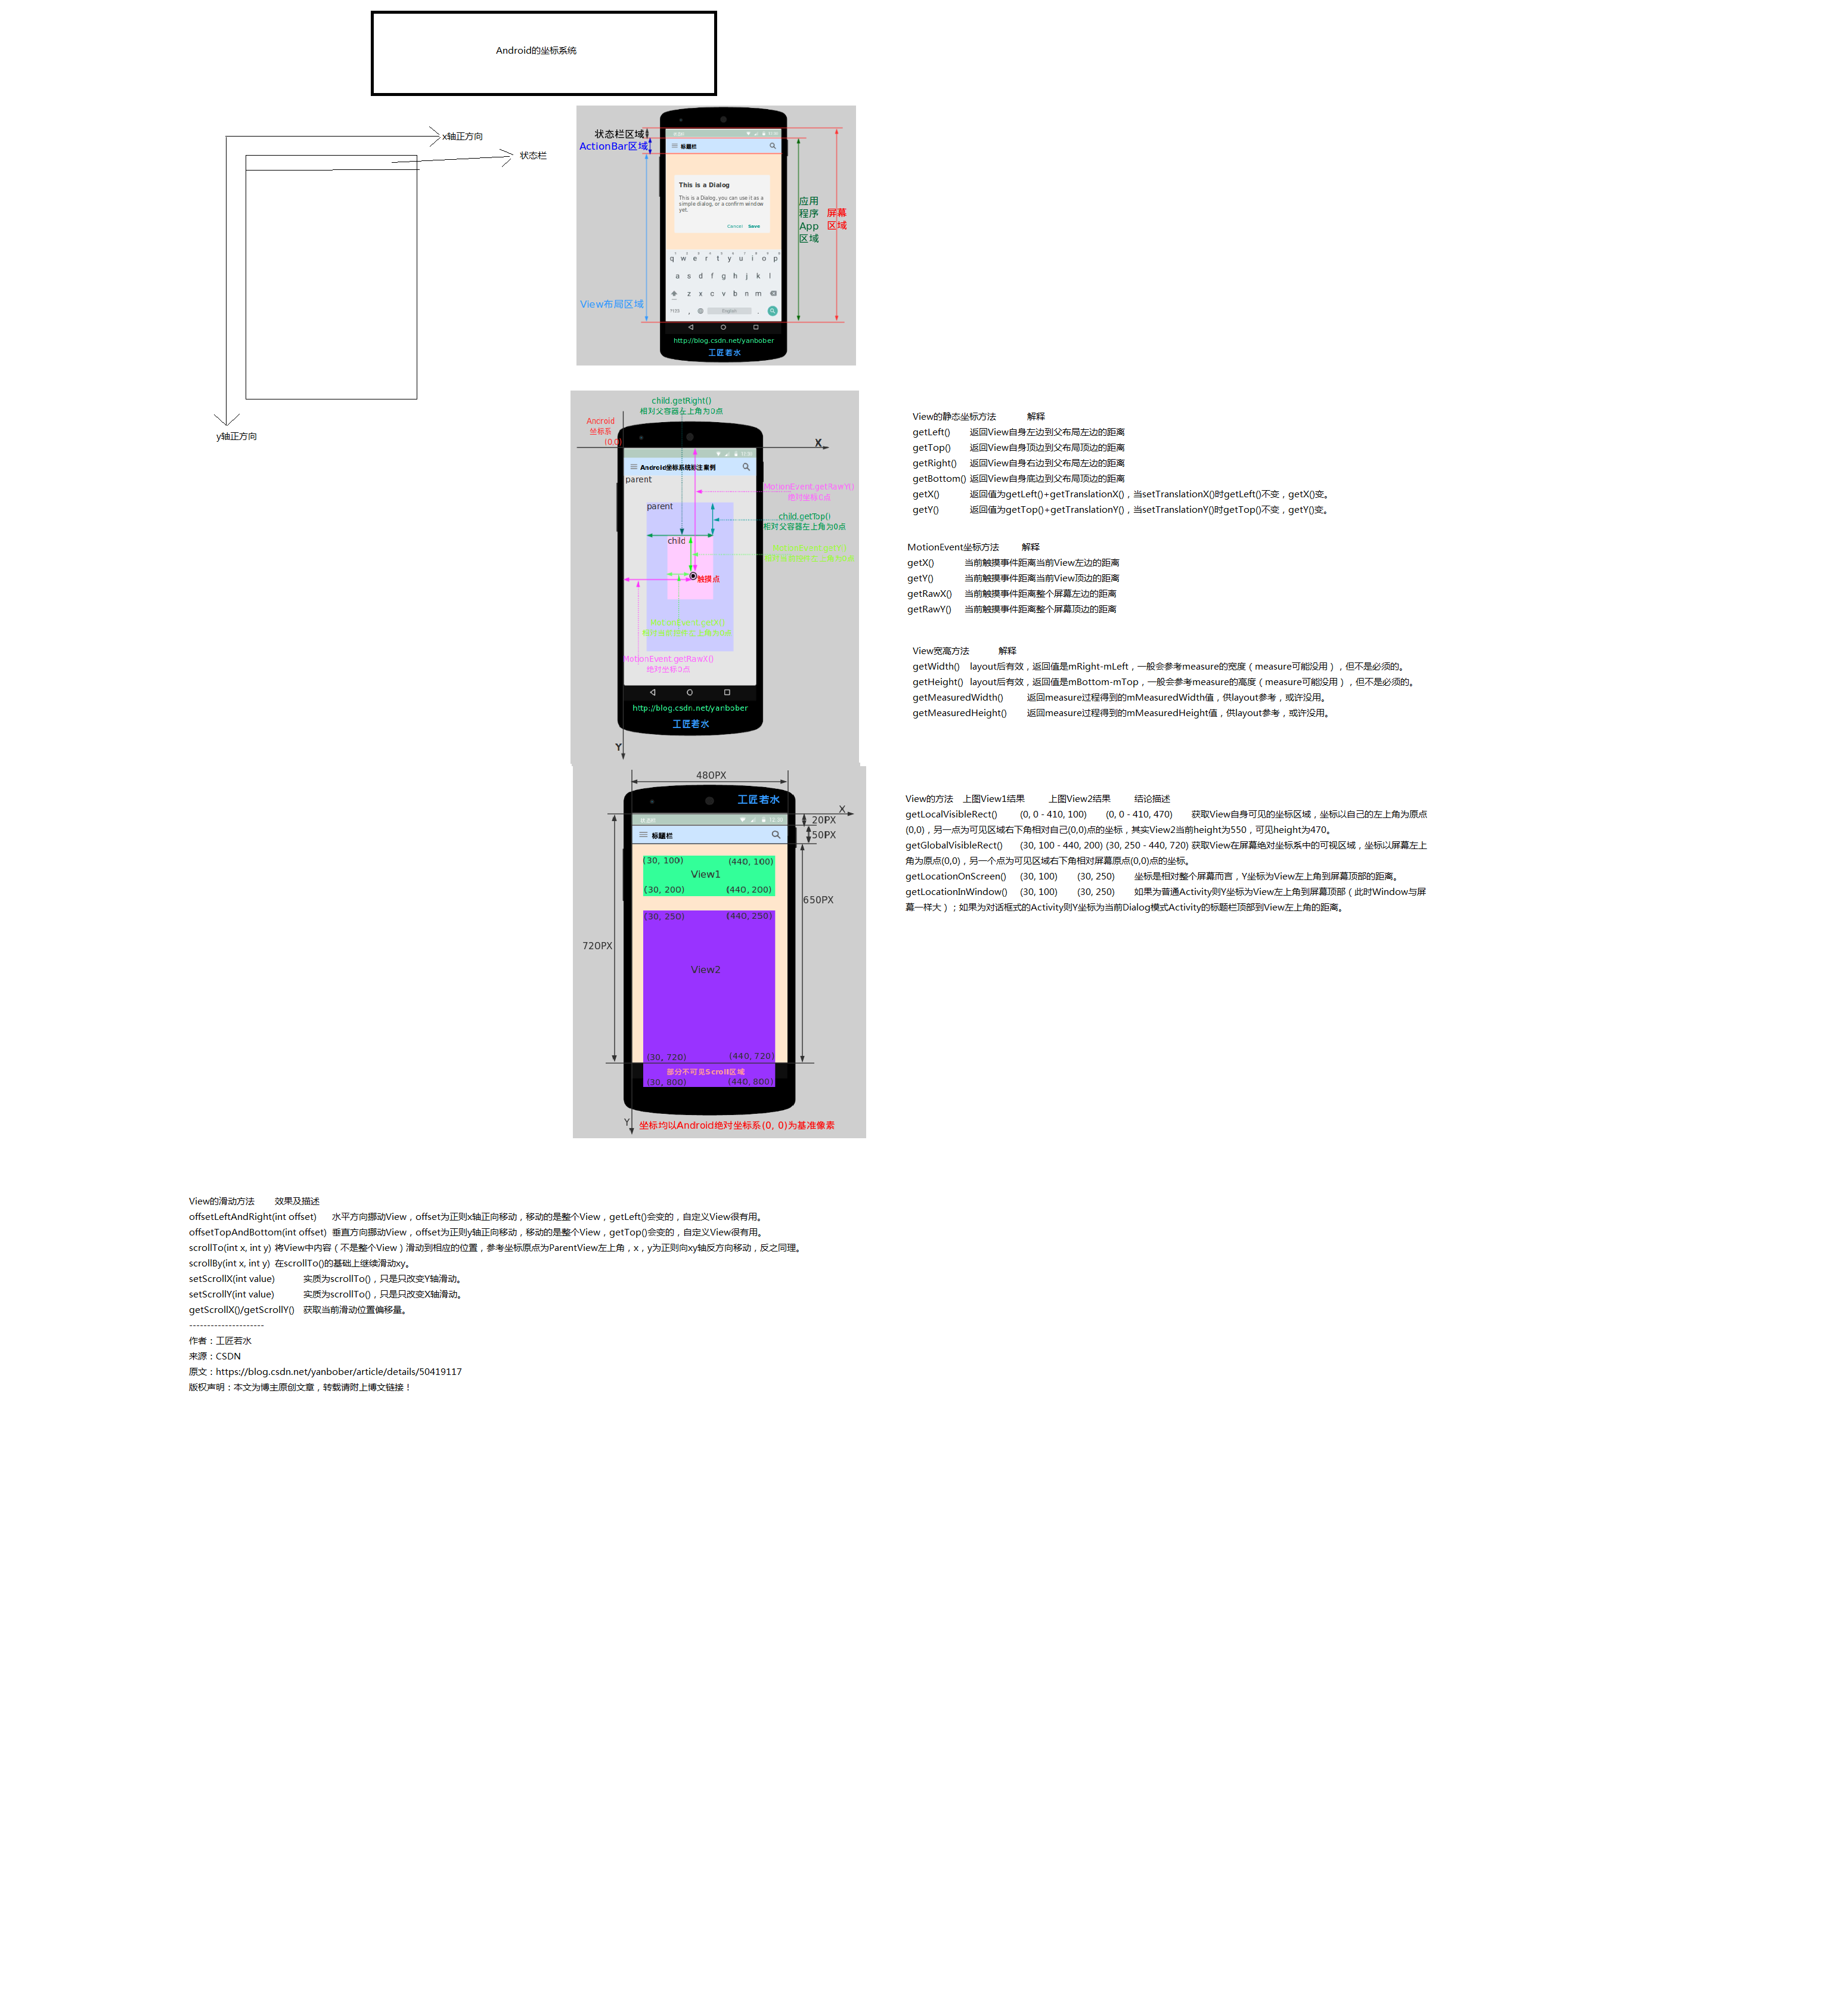 Android的坐标系统
x轴正方向
状态栏
y轴正方向
状态栏区域
ActionBar区域
标题栏
This is a Dialog
This is a Dialog, you can use it as a
simple dialog, or a confirm window
yet.
Cancel Save
应用
程序
App
区域
屏幕
区域
View布局区域
q w e r t y u i o p
a s d f g h j k l
z x c v b n m
?123 , English .
http://blog.csdn.net/yanbober
工匠若水
child.getRight()
相对父容器左上角为0点
Android
坐标系
(0,0)
X
Android坐标系统标注案例
parent
MotionEvent.getRawY()
绝对坐标0点
parent
child.getTop()
相对父容器左上角为0点
child
触摸点
MotionEvent.getRawX()
绝对坐标0点
http://blog.csdn.net/yanbober
工匠若水
Y
View的静态坐标方法 解释
getLeft() 返回View自身左边到父布局左边的距离
getTop() 返回View自身顶边到父布局顶边的距离
getRight() 返回View自身右边到父布局左边的距离
getBottom() 返回View自身底边到父布局顶边的距离
getX() 返回值为getLeft()+getTranslationX()，当setTranslationX()时getLeft()不变，getX()变。
getY() 返回值为getTop()+getTranslationY()，当setTranslationY()时getTop()不变，getY()变。
MotionEvent坐标方法 解释
getX() 当前触摸事件距离当前View左边的距离
getY() 当前触摸事件距离当前View顶边的距离
getRawX() 当前触摸事件距离整个屏幕左边的距离
getRawY() 当前触摸事件距离整个屏幕顶边的距离
View宽高方法 解释
getWidth() layout后有效，返回值是mRight-mLeft，一般会参考measure的宽度（measure可能没用），但不是必须的。
getHeight() layout后有效，返回值是mBottom-mTop，一般会参考measure的高度（measure可能没用），但不是必须的。
getMeasuredWidth() 返回measure过程得到的mMeasuredWidth值，供layout参考，或许没用。
getMeasuredHeight() 返回measure过程得到的mMeasuredHeight值，供layout参考，或许没用。
480PX
工匠若水
X
状态栏 12:30
20PX
标题栏
50PX
(30, 100) (440, 100)
View1
(30, 200) (440, 200)
650PX
(30, 250) (440, 250)
720PX
View2
(30, 720) (440, 720)
部分不可见Scroll区域
(30, 800) (440, 800)
Y
坐标均以Android绝对坐标系(0, 0)为基准像素
View的方法 上图View1结果 上图View2结果 结论描述
getLocalVisibleRect() (0, 0 - 410, 100) (0, 0 - 410, 470) 获取View自身可见的坐标区域，坐标以自己的左上角为原点
(0,0)，另一点为可见区域右下角相对自己(0,0)点的坐标，其实View2当前height为550，可见height为470。
getGlobalVisibleRect() (30, 100 - 440, 200) (30, 250 - 440, 720) 获取View在屏幕绝对坐标系中的可视区域，坐标以屏幕左上
角为原点(0,0)，另一个点为可见区域右下角相对屏幕原点(0,0)点的坐标。
getLocationOnScreen() (30, 100) (30, 250) 坐标是相对整个屏幕而言，Y坐标为View左上角到屏幕顶部的距离。
getLocationInWindow() (30, 100) (30, 250) 如果为普通Activity则Y坐标为View左上角到屏幕顶部（此时Window与屏
幕一样大）；如果为对话框式的Activity则Y坐标为当前Dialog模式Activity的标题栏顶部到View左上角的距离。
View的滑动方法 效果及描述
offsetLeftAndRight(int offset) 水平方向挪动View，offset为正则x轴正向移动，移动的是整个View，getLeft()会变的，自定义View很有用。
offsetTopAndBottom(int offset) 垂直方向挪动View，offset为正则y轴正向移动，移动的是整个View，getTop()会变的，自定义View很有用。
scrollTo(int x, int y) 将View中内容（不是整个View）滑动到相应的位置，参考坐标原点为ParentView左上角，x，y为正则向xy轴反方向移动，反之同理。
scrollBy(int x, int y) 在scrollTo()的基础上继续滑动xy。
setScrollX(int value) 实质为scrollTo()，只是只改变Y轴滑动。
setScrollY(int value) 实质为scrollTo()，只是只改变X轴滑动。
getScrollX()/getScrollY() 获取当前滑动位置偏移量。
---------------------
作者：工匠若水
来源：CSDN
原文：https://blog.csdn.net/yanbober/article/details/50419117
版权声明：本文为博主原创文章，转载请附上博文链接！